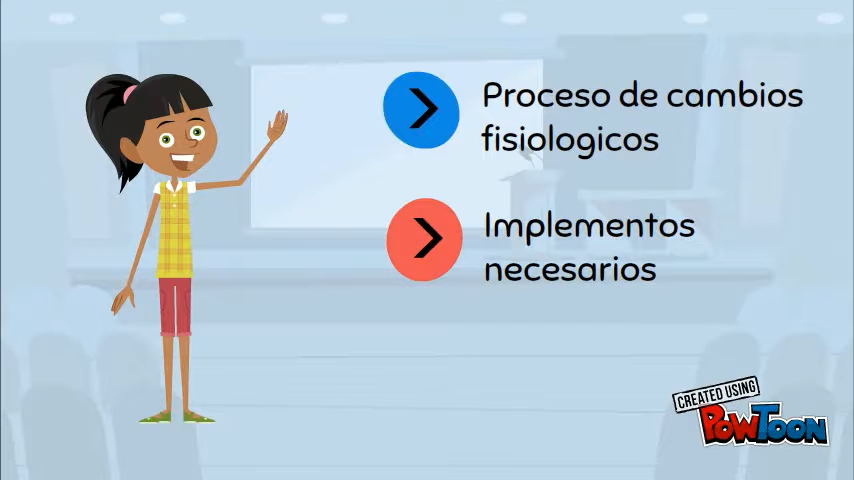 Proceso de cambios
fisiologicos
Implementos
necesarios
CREATED USING
POWTOON